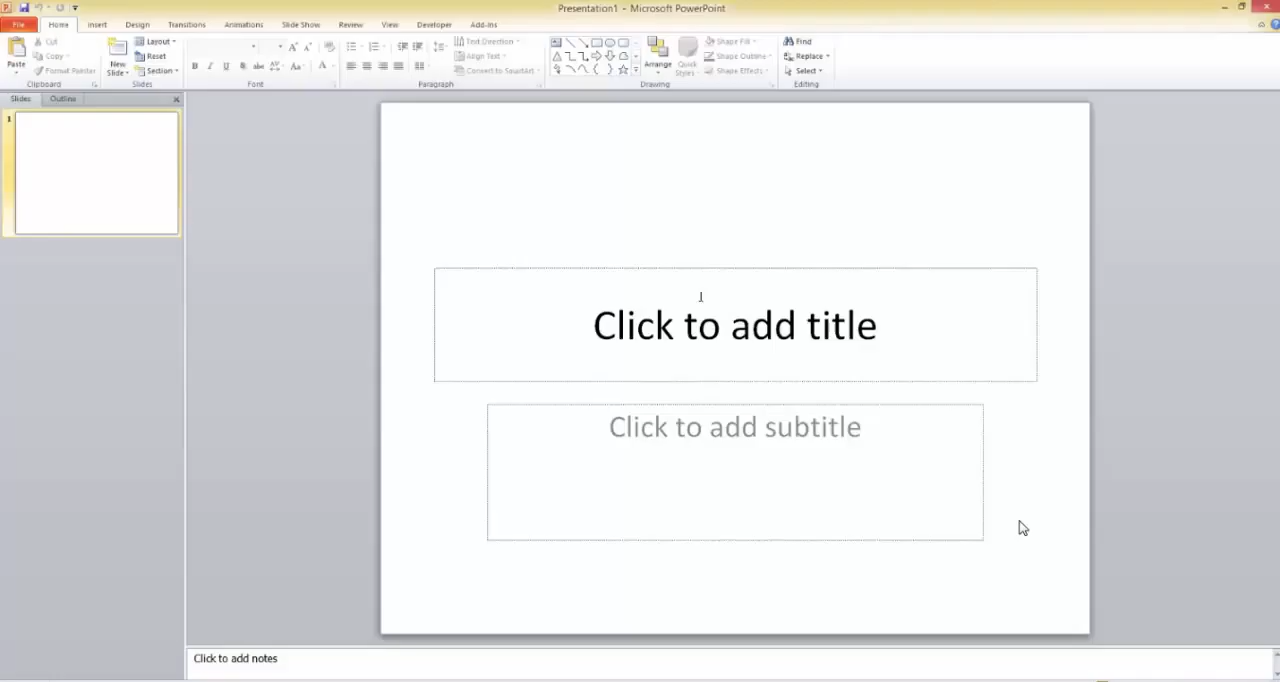 Presentation1 - Microsoft PowerPoint
File Home Insert Design Transitions Animations Slide Show Review View Developer Add-Ins
Cut Layout Text Direction Shape Fill Find
Copy Reset Align Text Shape Outline Replace
Paste Format Painter New Slide Section B I U S abc AV Aa A Convert to SmartArt Arrange Quick Styles Shape Effects Select
Clipboard Slides Font Paragraph Drawing Editing
Slides Outline
1
Click to add title
Click to add subtitle
Click to add notes